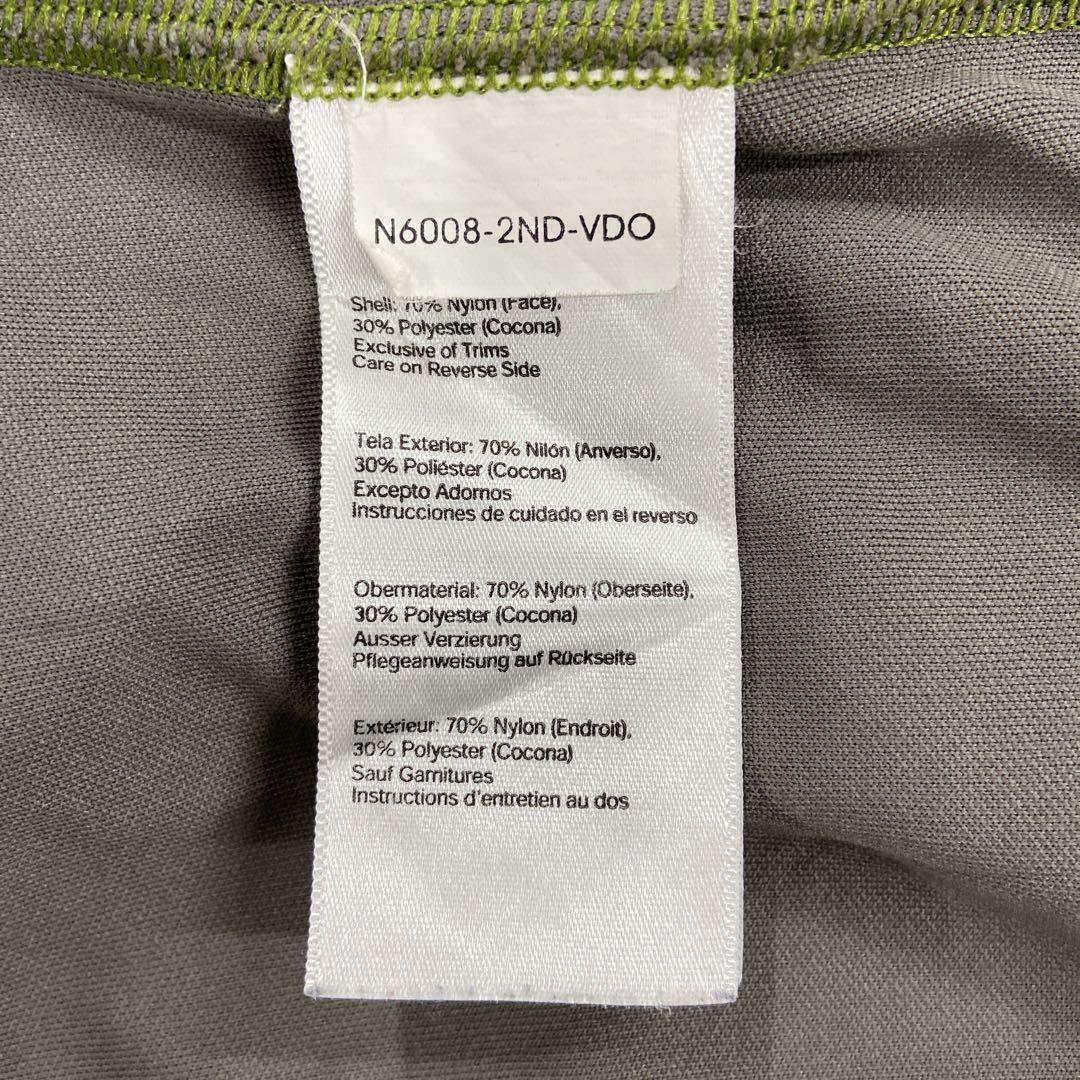 N6008-2ND-VDO
Shell: 70% Nylon (Face),
30% Polyester (Cocona)
Exclusive of Trims
Care on Reverse Side
Tela Exterior: 70% Nilón (Anverso),
30% Poliéster (Cocona)
Excepto Adornos
Instrucciones de cuidado en el reverso
Obermaterial: 70% Nylon (Oberseite),
30% Polyester (Cocona)
Ausser Verzierung
Pflegeanweisung auf Rückseite
Extérieur: 70% Nylon (Endroit),
30% Polyester (Cocona)
Sauf Garnitures
Instructions d'entretien au dos